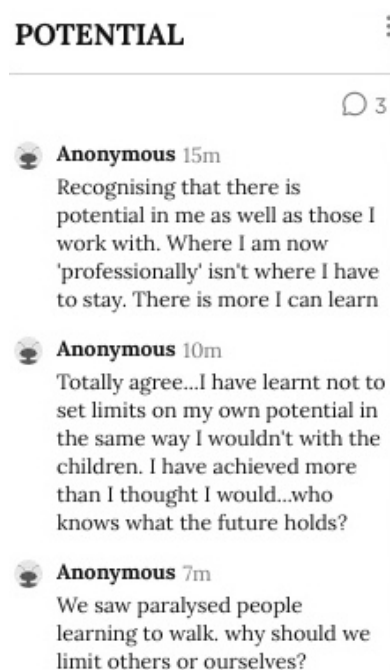 POTENTIAL
3
Anonymous 15m
Recognising that there is
potential in me as well as those I
work with. Where I am now
'professionally' isn't where I have
to stay. There is more I can learn
Anonymous 10m
Totally agree...I have learnt not to
set limits on my own potential in
the same way I wouldn't with the
children. I have achieved more
than I thought I would...who
knows what the future holds?
Anonymous 7m
We saw paralysed people
learning to walk. why should we
limit others or ourselves?